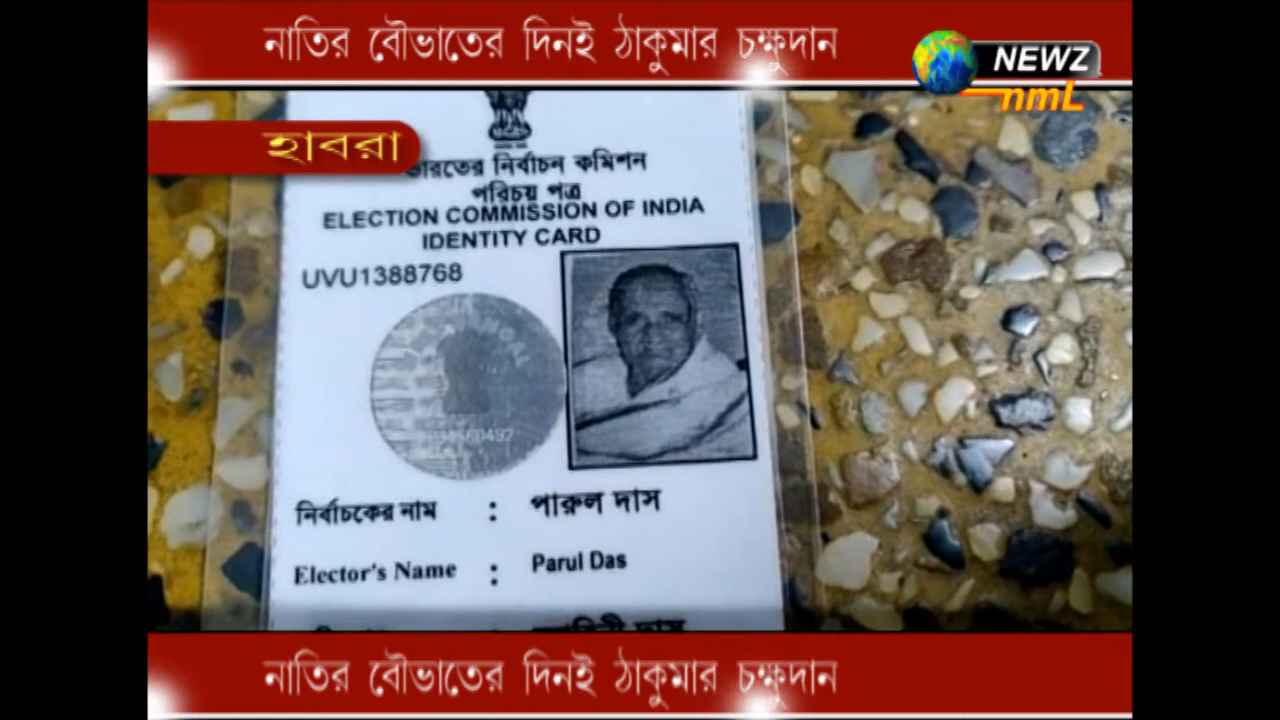 নাতির বৌভাতের দিনই ঠাকুমার চক্ষুদান
NEWZ
nmL
হাবরা
ভারতের নির্বাচন কমিশন
পরিচয় পত্র
ELECTION COMMISSION OF INDIA
IDENTITY CARD
UVU1388768
নির্বাচকের নাম : পারুল দাস
Elector's Name : Parul Das
দাস
নাতির বৌভাতের দিনই ঠাকুমার চক্ষুদান